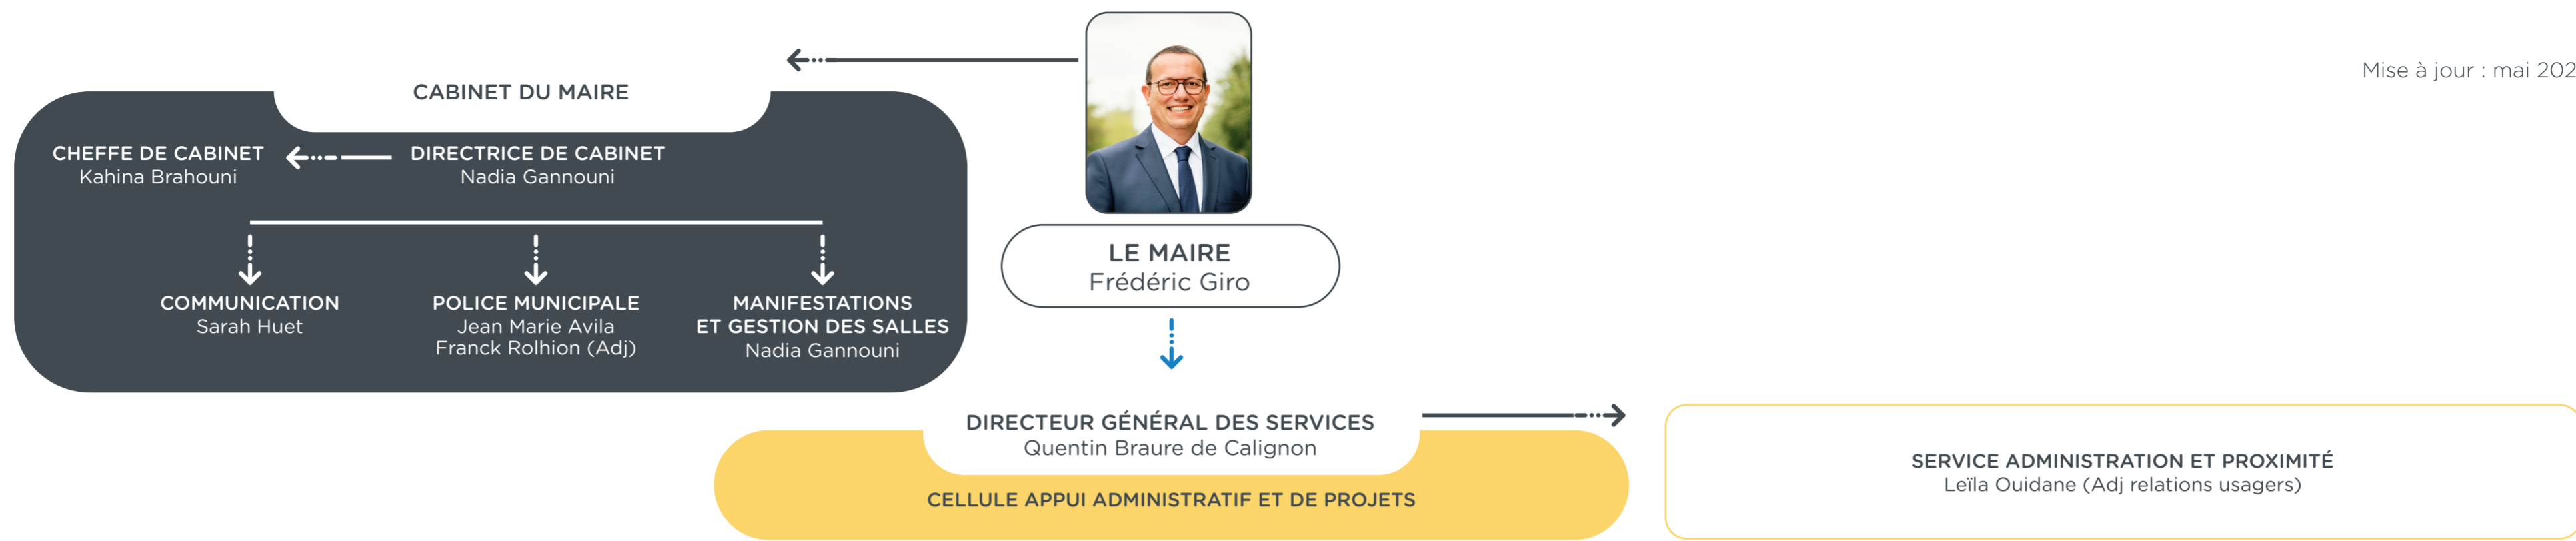 Mise à jour : mai 202
CABINET DU MAIRE
CHEFFE DE CABINET
Kahina Brahouni
DIRECTRICE DE CABINET
Nadia Gannouni
COMMUNICATION
Sarah Huet
POLICE MUNICIPALE
Jean Marie Avila
Franck Rolhion (Adj)
MANIFESTATIONS
ET GESTION DES SALLES
Nadia Gannouni
LE MAIRE
Frédéric Giro
DIRECTEUR GÉNÉRAL DES SERVICES
Quentin Braure de Calignon
CELLULE APPUI ADMINISTRATIF ET DE PROJETS
SERVICE ADMINISTRATION ET PROXIMITÉ
Leïla Ouidane (Adj relations usagers)